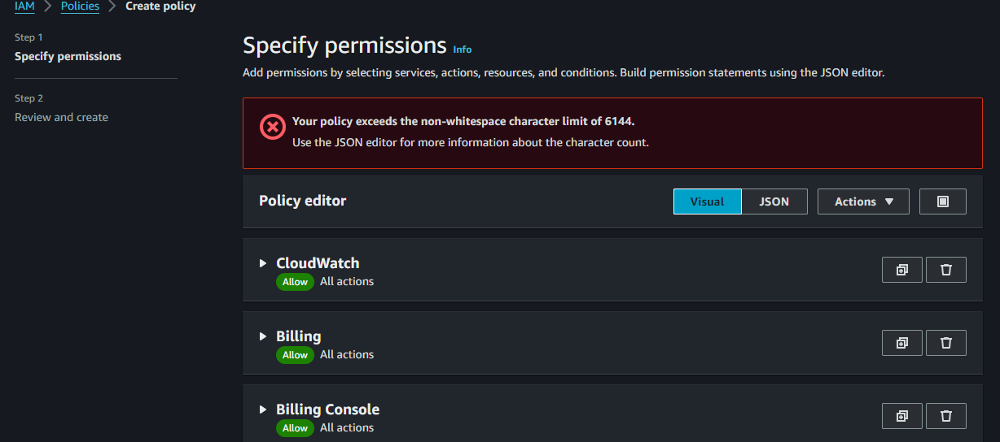 IAM > Policies > Create policy
Step 1
Specify permissions
Step 2
Review and create
Specify permissions Info
Add permissions by selecting services, actions, resources, and conditions. Build permission statements using the JSON editor.
Your policy exceeds the non-whitespace character limit of 6144.
Use the JSON editor for more information about the character count.
Policy editor
Visual JSON Actions
CloudWatch
Allow All actions
Billing
Allow All actions
Billing Console
Allow All actions